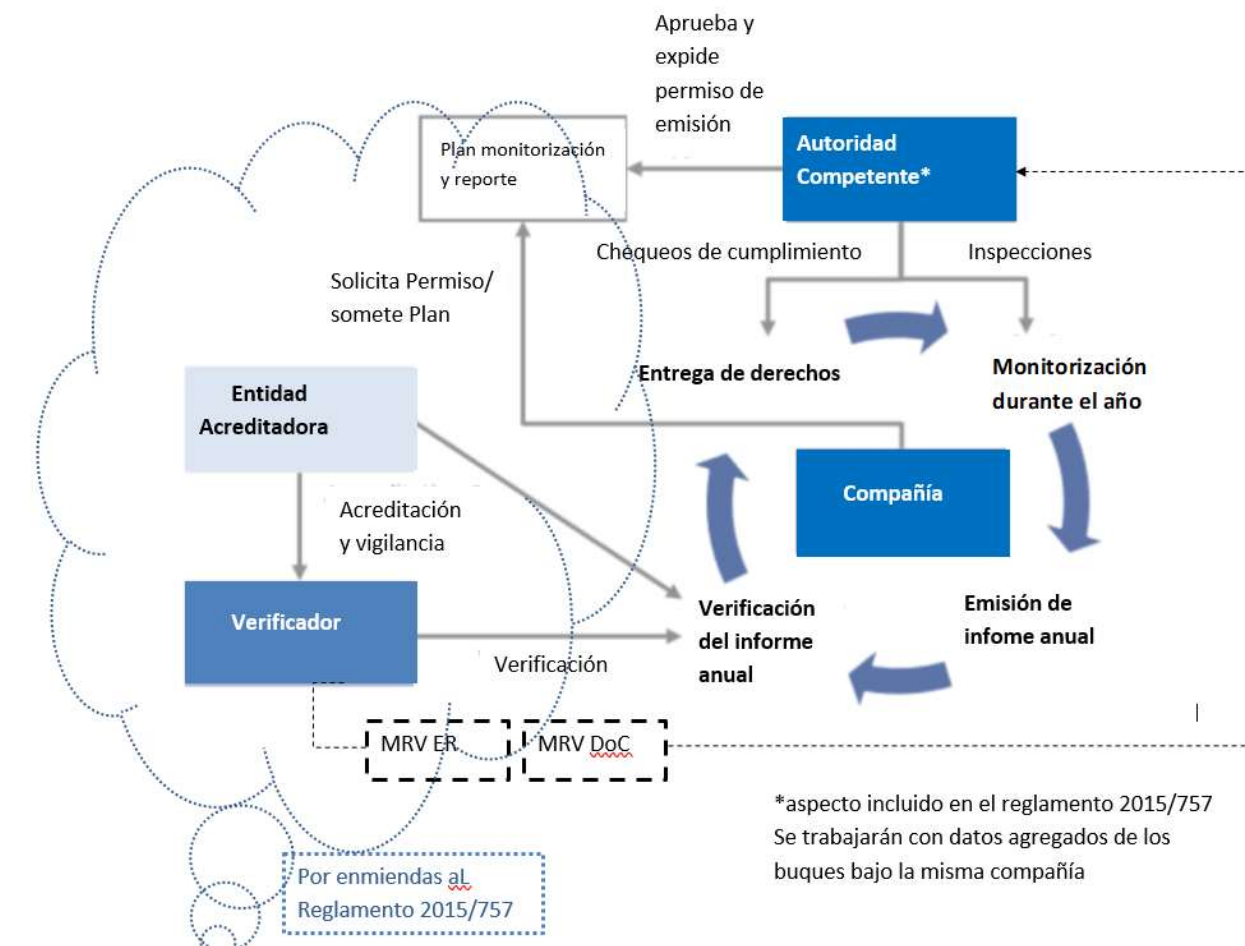 Aprueba y
expide
permiso de
emisión
Plan monitorización
y reporte
Autoridad
Competente*
Chequeos de cumplimiento
Inspecciones
Solicita Permiso/
somete Plan
Entrega de derechos
Monitorización
durante el año
Entidad
Acreditadora
Compañía
Acreditación
y vigilancia
Verificador
Verificación
Verificación
del informe
anual
Emisión de
infome anual
MRV ER
MRV DoC
*aspecto incluido en el reglamento 2015/757
Se trabajarán con datos agregados de los
buques bajo la misma compañía
Por enmiendas aL
Reglamento 2015/757